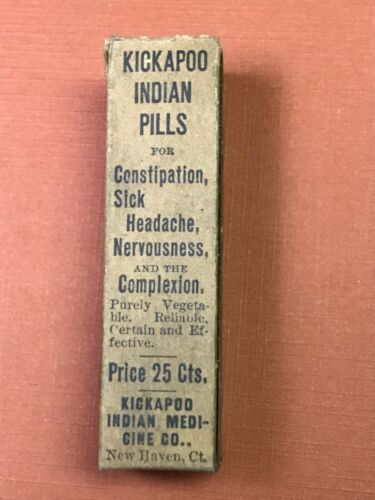 KICKAPOO
INDIAN
PILLS
FOR
Constipation,
Sick
Headache,
Nervousness,
AND THE
Complexion.
Purely Vegeta-
ble, Reliable,
Certain and Ef-
fective.
Price 25 Cts.
KICKAPOO
INDIAN MEDI-
CINE CO.,
New Haven, Ct.